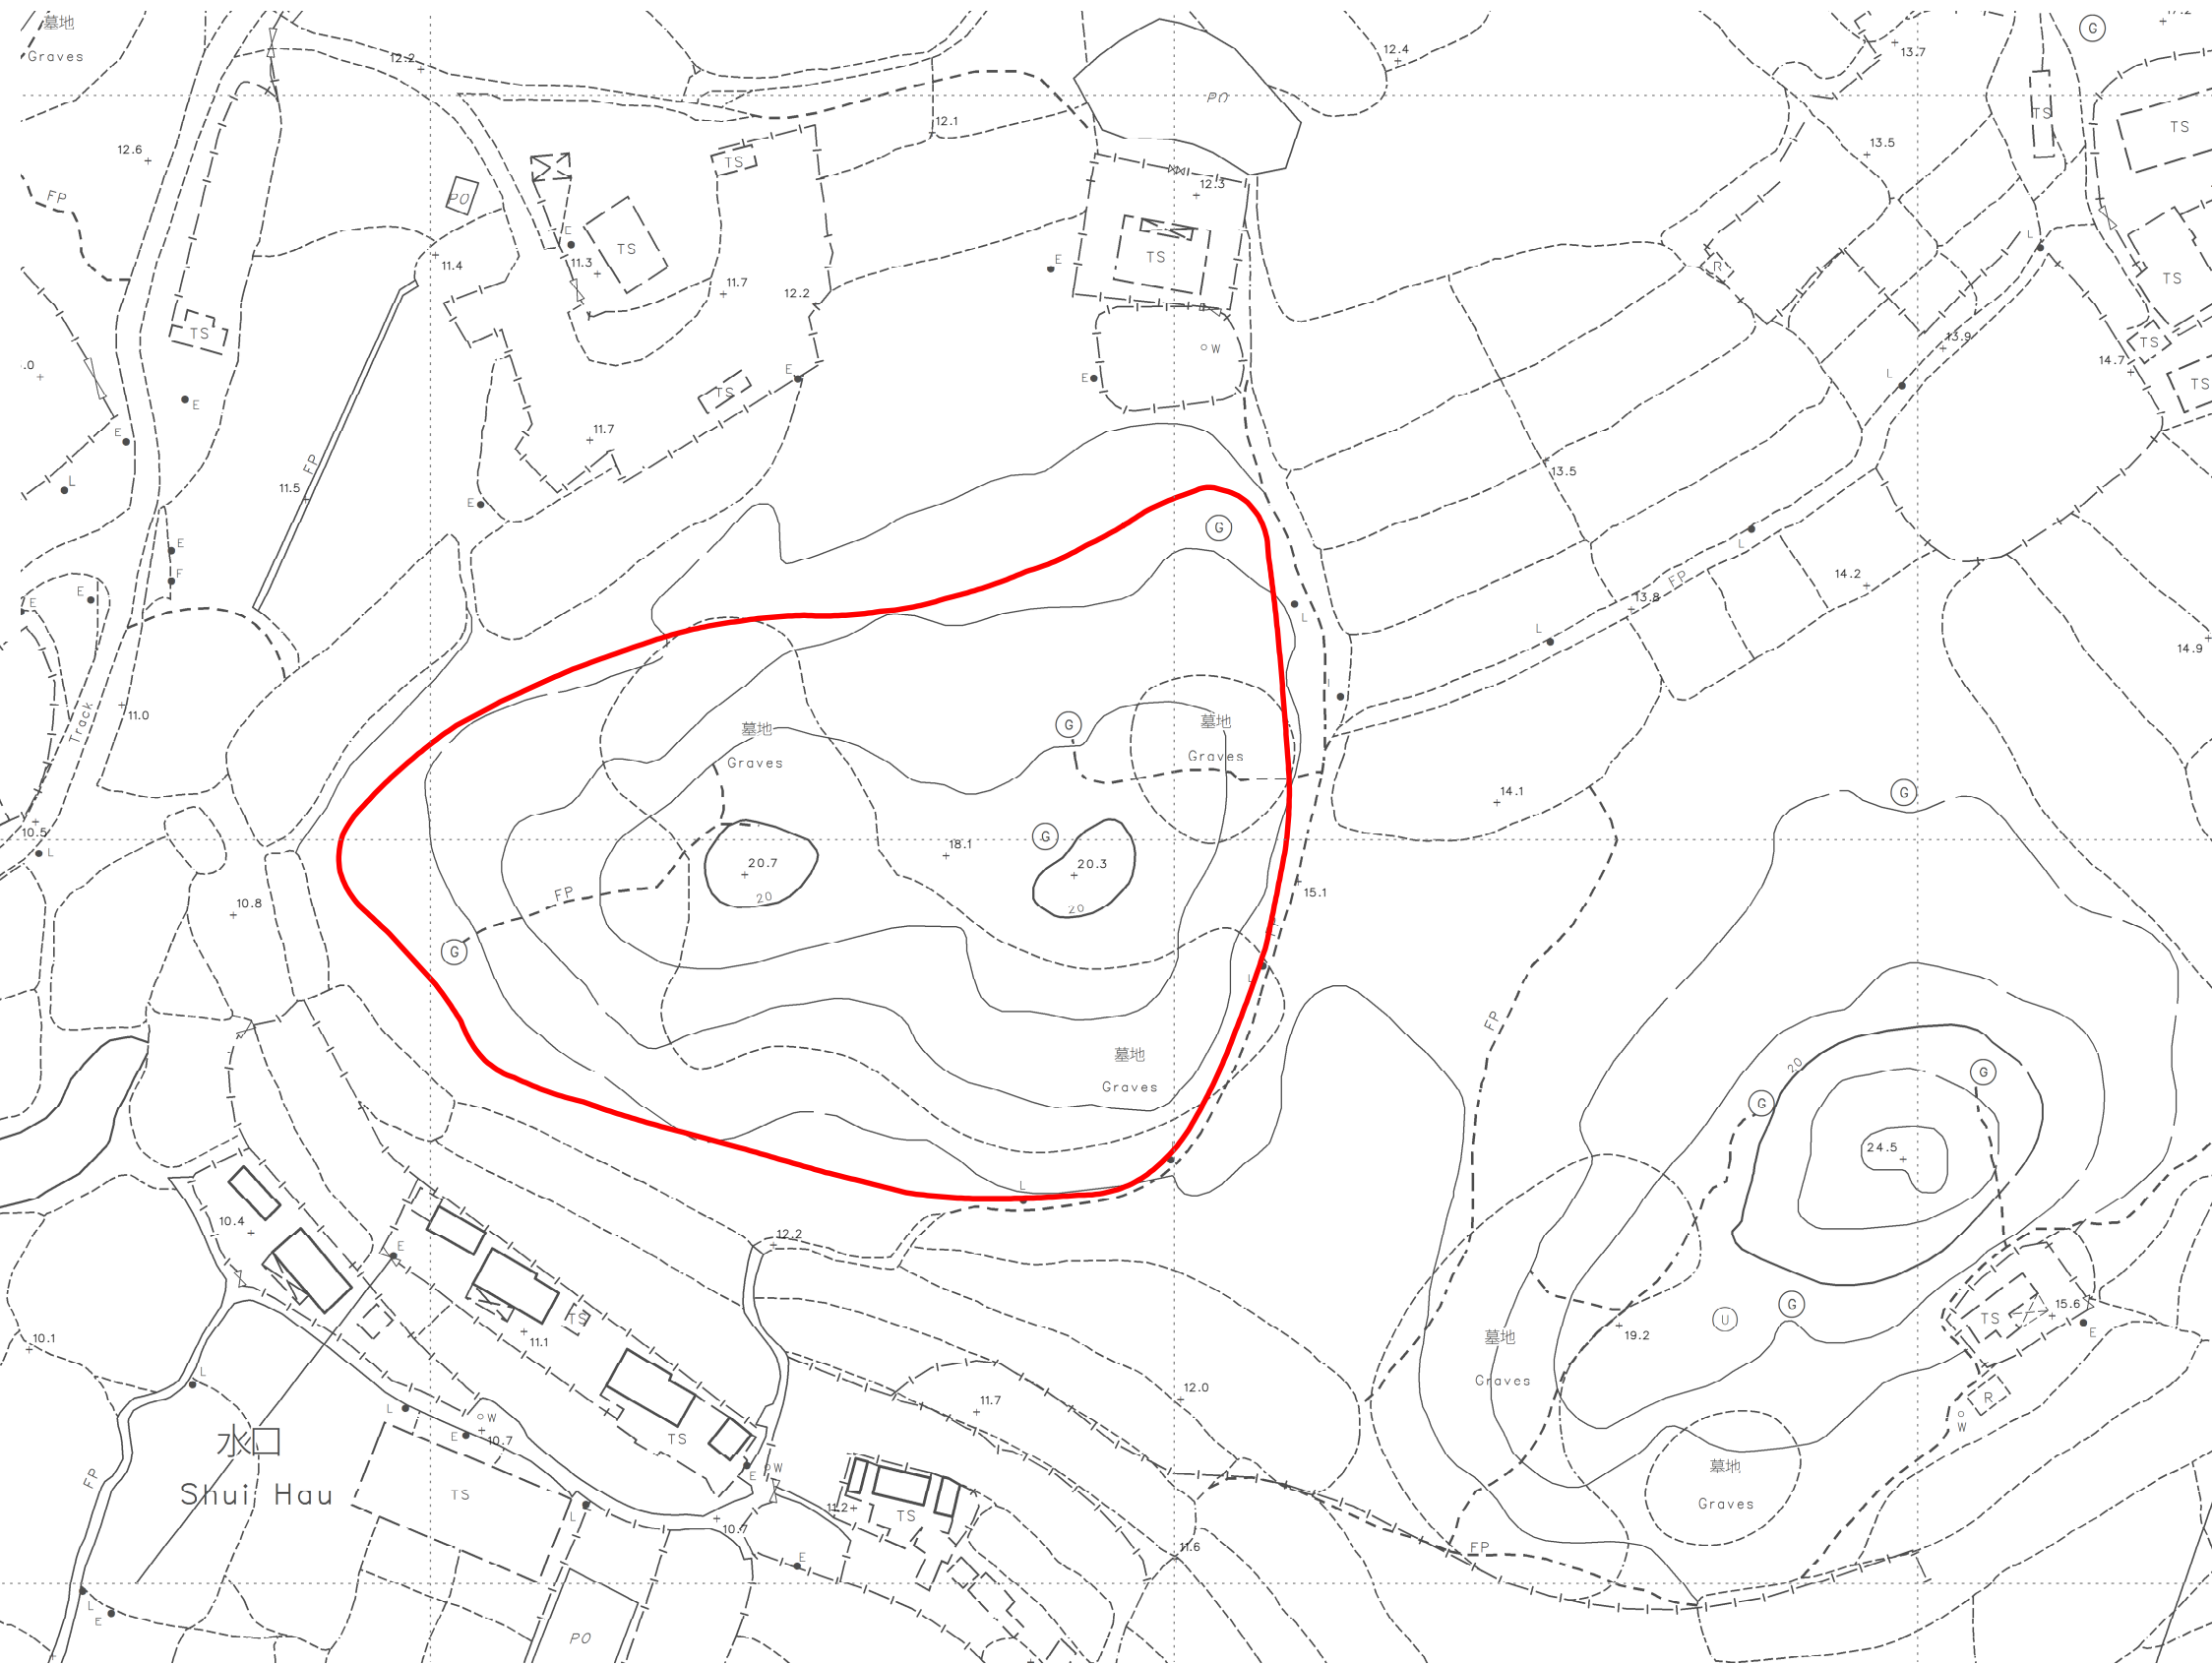 墓地
Graves
12.2
12.4
13.7
G
PO
TS
TS
12.6
12.1
13.5
TS
FP
PO
12.3
E
TS
TS
L
11.4
11.3
11.7
12.2
E
R
TS
TS
W
13.9
14.7
TS
TS
E
E
E
TS
E
11.7
13.5
L
FP
11.5
L
E
G
E
L
14.2
FP
13.8
E
E
L
L
14.9
11.0
Track
墓地
Graves
G
墓地
Graves
14.1
G
10.5
L
18.1
G
20.7
20
20.3
20
FP
15.1
10.8
G
L
FP
墓地
Graves
20
G
G
24.5
L
10.4
E
12.2
15.6
TS
E
10.1
11.1
TS
U
G
19.2
墓地
Graves
L
12.0
11.7
R
L
W
10.7
E
W
水口
Shui Hau
TS
E
W
墓地
Graves
FP
TS
L
11.2
TS
10.7
11.6
FP
E
L
E
PO